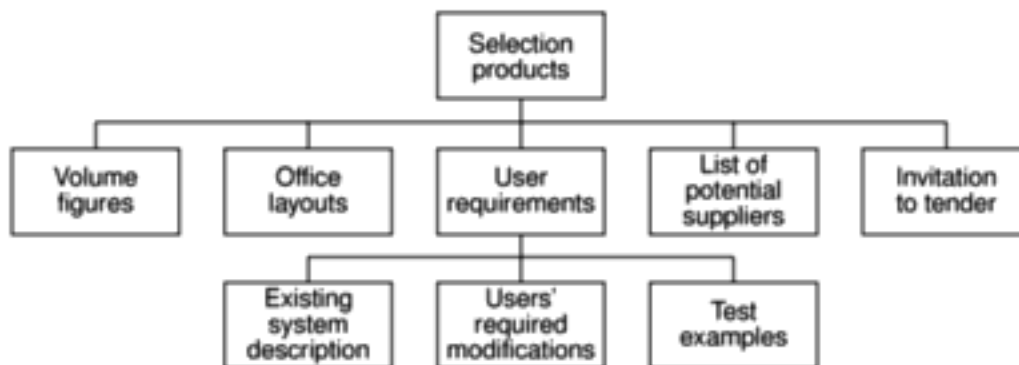 Selection
products
Volume
figures
Office
layouts
User
requirements
List of
potential
suppliers
Invitation
to tender
Existing
system
description
Users'
required
modifications
Test
examples